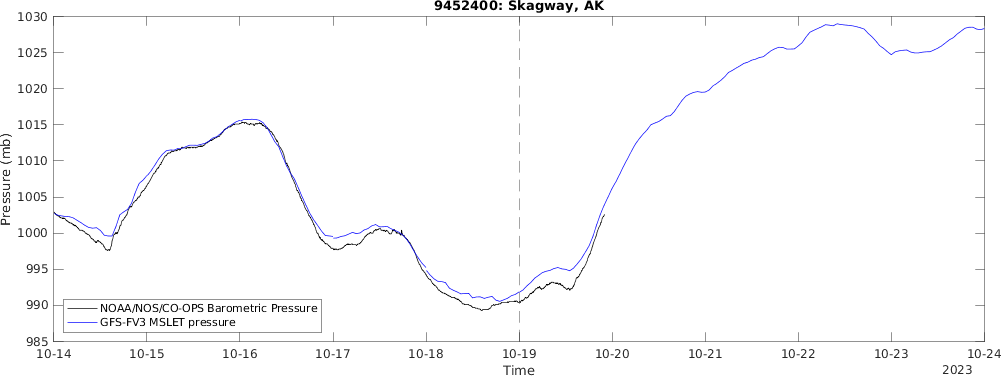 9452400: Skagway, AK
Pressure (mb)
1030
1025
1020
1015
1010
1005
1000
995
990
985
NOAA/NOS/CO-OPS Barometric Pressure
GFS-FV3 MSLET pressure
10-14 10-15 10-16 10-17 10-18 10-19 10-20 10-21 10-22 10-23 10-24
Time
2023